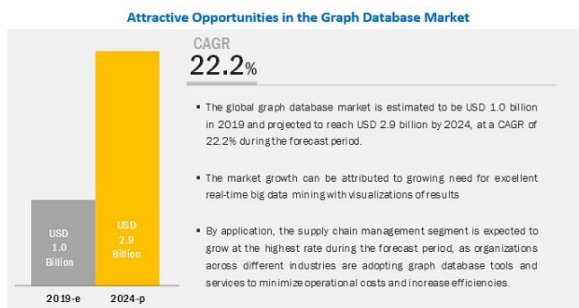 Attractive Opportunities in the Graph Database Market
CAGR
22.2%
▪ The global graph database market is estimated to be USD 1.0 billion
in 2019 and projected to reach USD 2.9 billion by 2024, at a CAGR of
22.2% during the forecast period.
▪ The market growth can be attributed to growing need for excellent
real-time big data mining with visualizations of results
▪ By application, the supply chain management segment is expected to
grow at the highest rate during the forecast period, as organizations
across different industries are adopting graph database tools and
services to minimize operational costs and increase efficiencies.
USD
1.0
Billion
USD
2.9
Billion
2019-e
2024-p